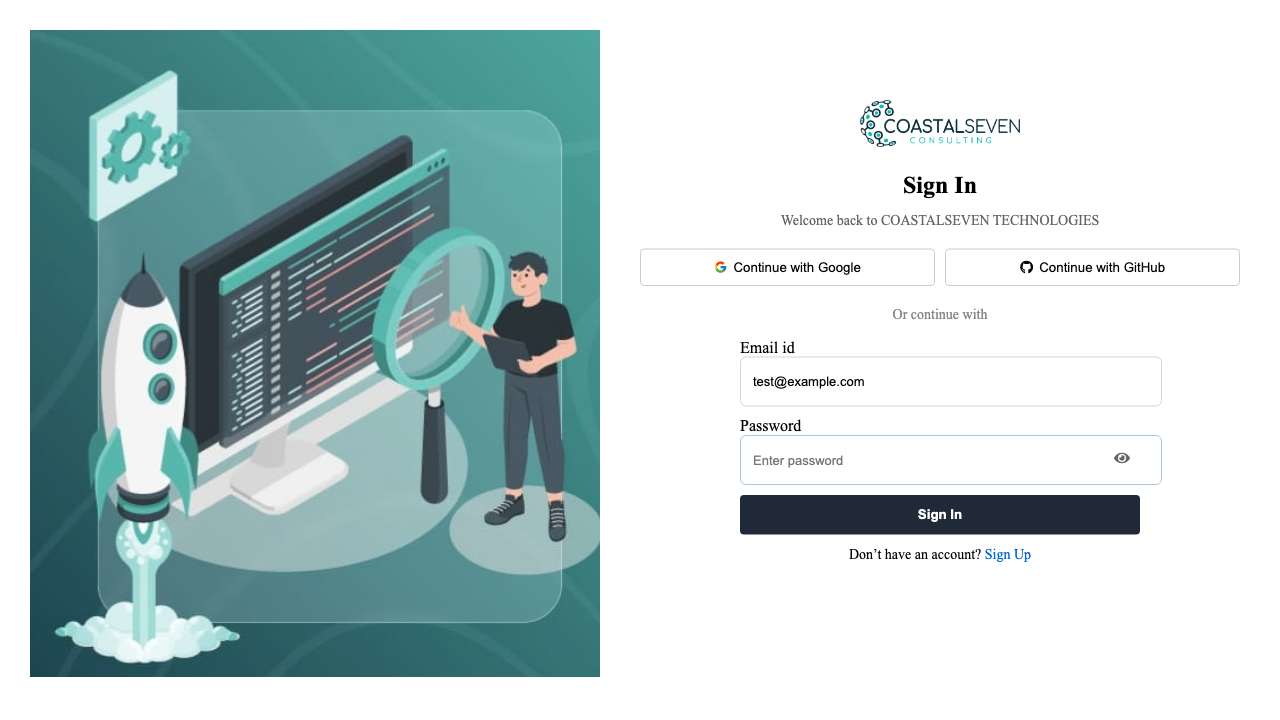 COASTALSEVEN
CONSULTING
Sign In
Welcome back to COASTALSEVEN TECHNOLOGIES
Continue with Google
Continue with GitHub
Or continue with
Email id
test@example.com
Password
Enter password
Sign In
Don’t have an account? Sign Up